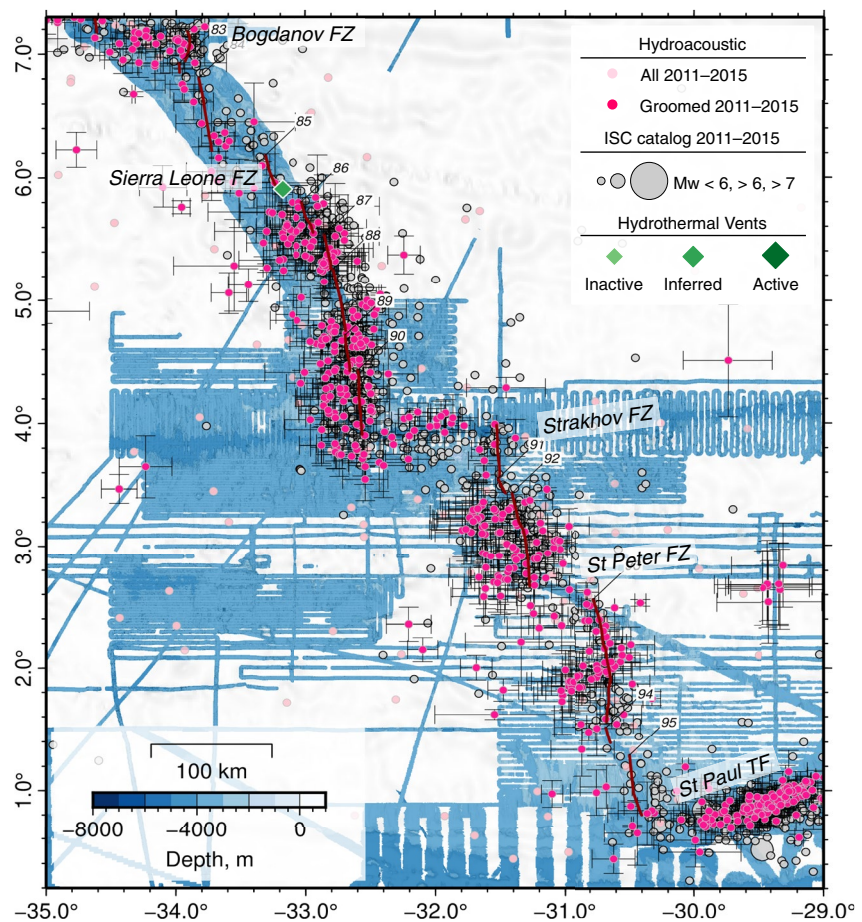 7.0°
6.0°
5.0°
4.0°
3.0°
2.0°
1.0°
83
Bogdanov FZ
84
85
Sierra Leone FZ
86
87
88
89
90
Strakhov FZ
91
92
St Peter FZ
93
94
95
St Paul TF
Hydroacoustic
All 2011–2015
Groomed 2011–2015
ISC catalog 2011–2015
Mw < 6, > 6, > 7
Hydrothermal Vents
Inactive Inferred Active
100 km
−8000 −4000 0
Depth, m
−35.0° −34.0° −33.0° −32.0° −31.0° −30.0° −29.0°